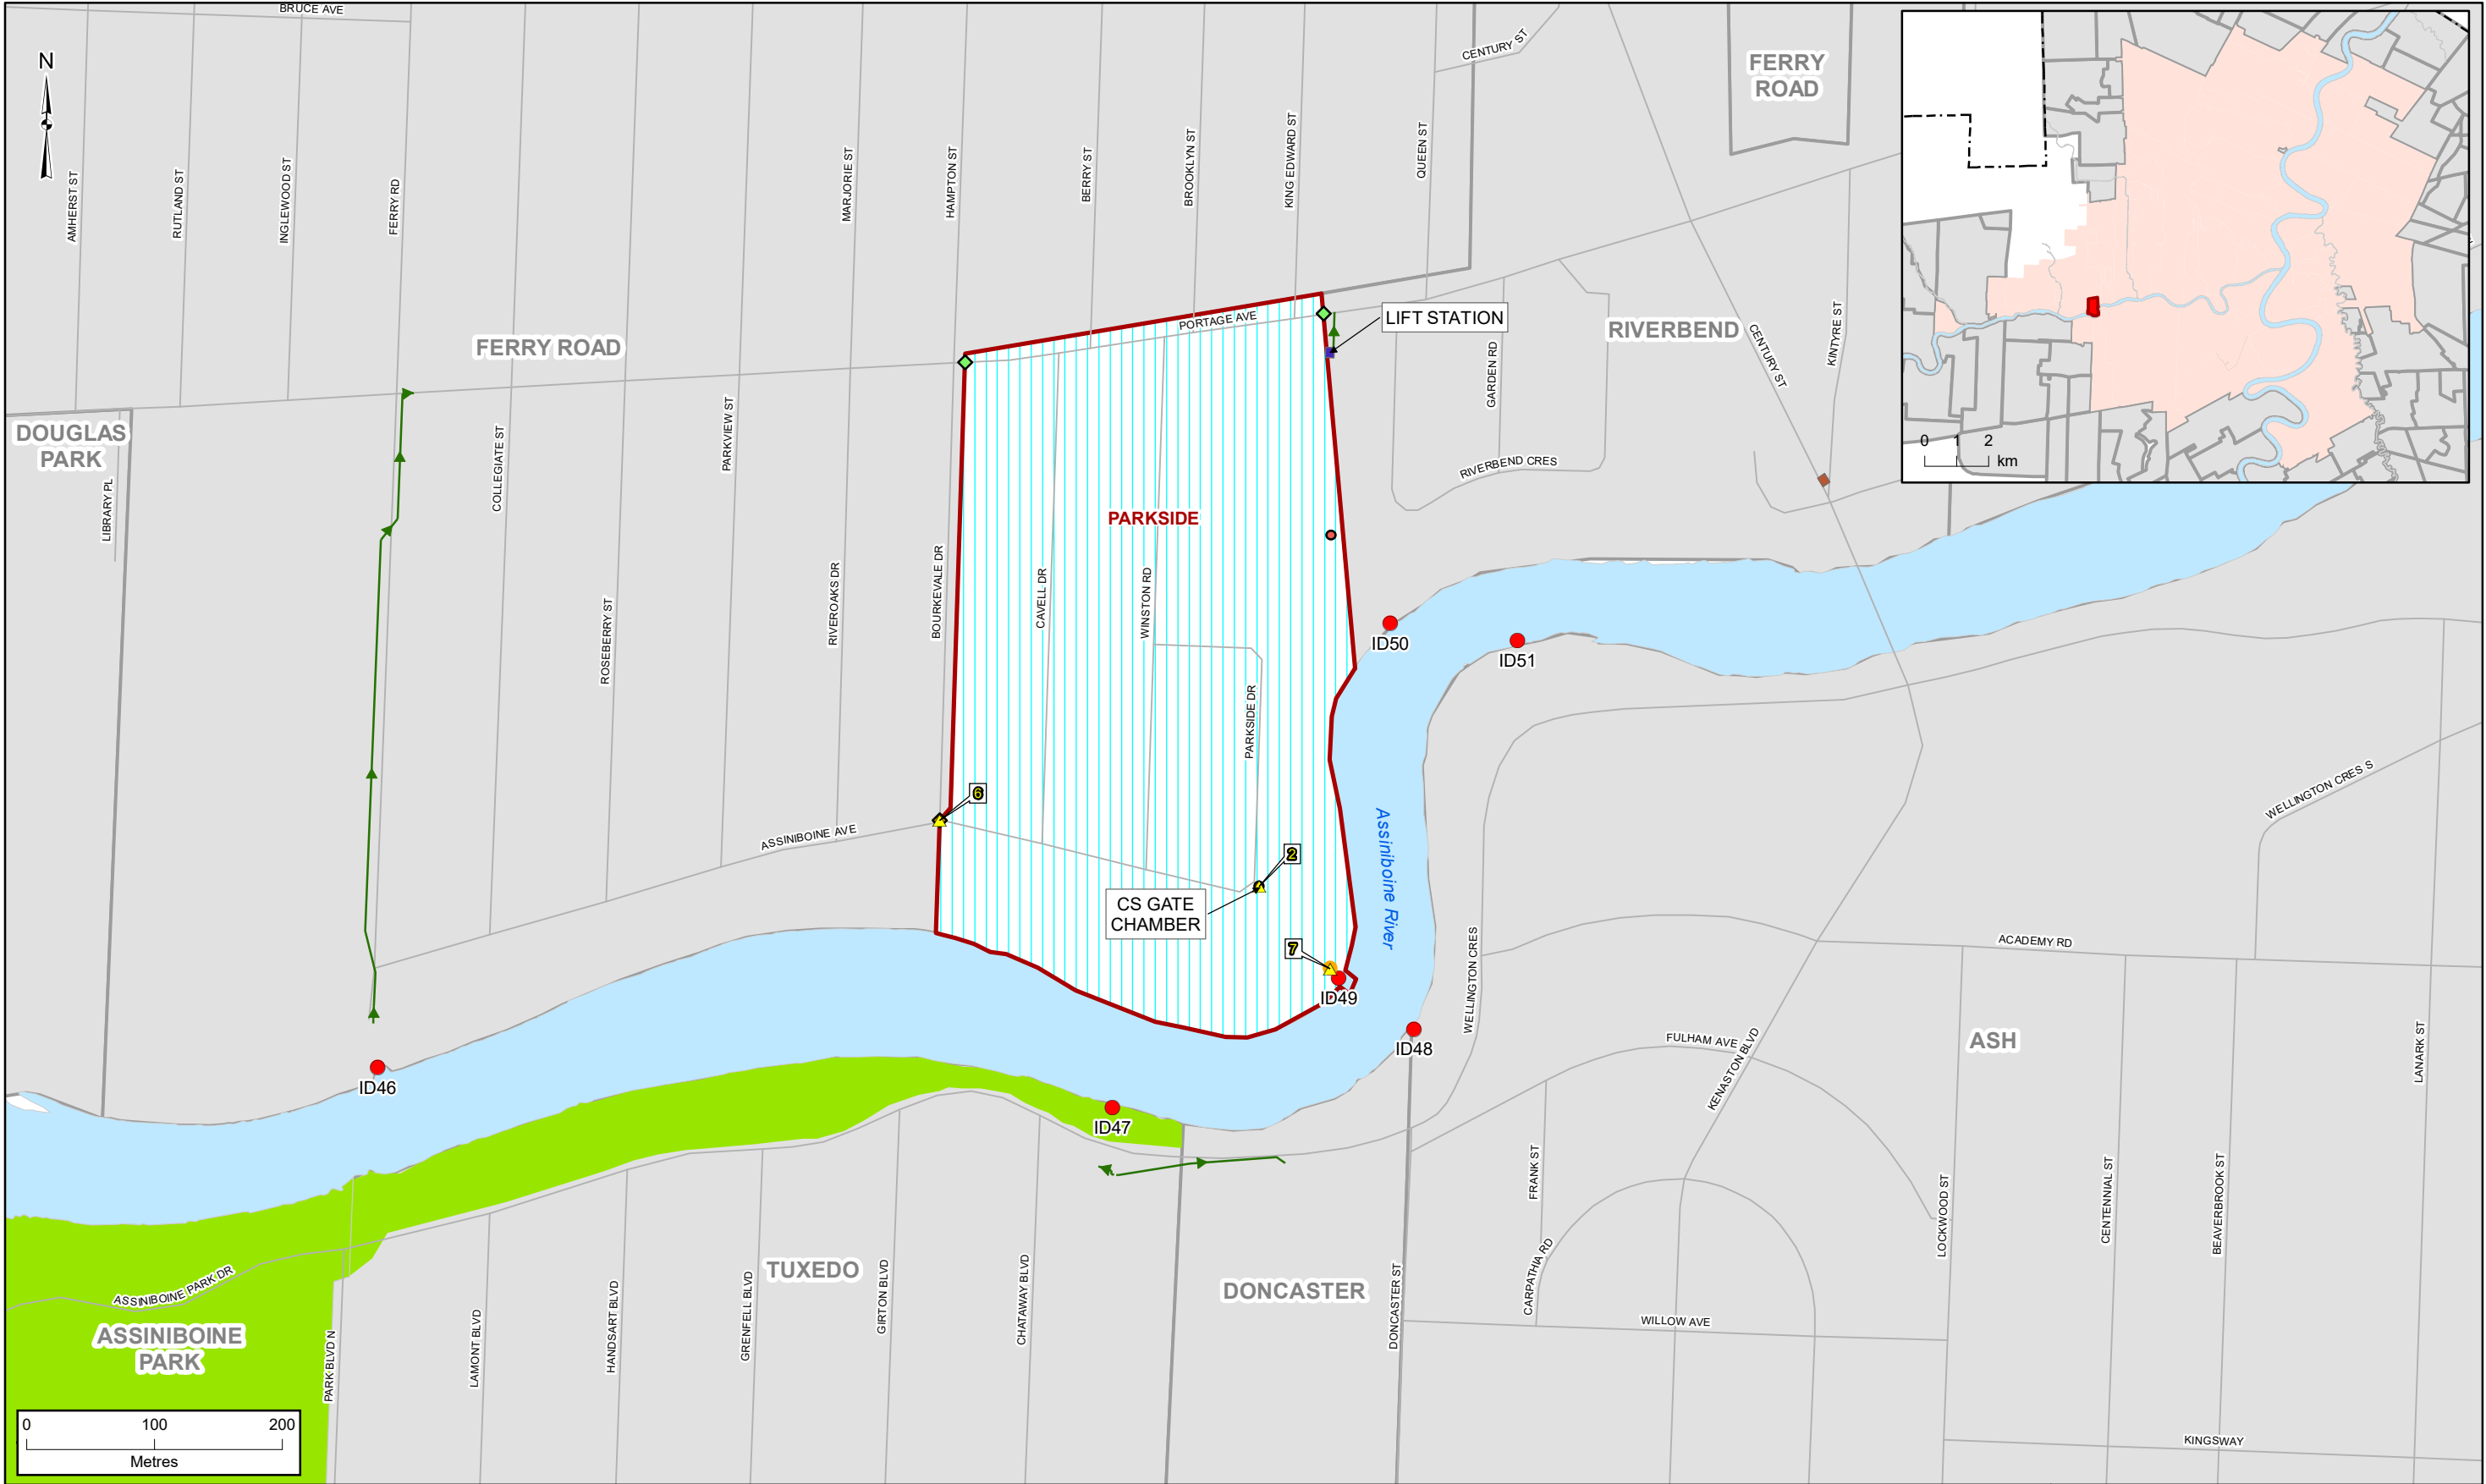 BRUCE AVE
N
AMHERST ST
RUTLAND ST
INGLEWOOD ST
FERRY RD
MARJORIE ST
HAMPTON ST
BERRY ST
BROOKLYN ST
KING EDWARD ST
QUEEN ST
CENTURY ST
FERRY
ROAD
0 1 2
km
PORTAGE AVE
LIFT STATION
RIVERBEND
CENTURY ST
KINTYRE ST
GARDEN RD
RIVERBEND CRES
FERRY ROAD
DOUGLAS
PARK
LIBRARY PL
COLLEGIATE ST
PARKVIEW ST
ROSEBERRY ST
RIVEROAKS DR
BOURKEVALE DR
CAVELL DR
WINSTON RD
PARKSIDE
PARKSIDE DR
ID50
ID51
6
ASSINIBOINE AVE
2
CS GATE
CHAMBER
7
ID49
Assiniboine River
WELLINGTON CRES
WELLINGTON CRES S
ACADEMY RD
ID48
ID46
ID47
FULHAM AVE
KENASTON BLVD
ASH
LANARK ST
FRANK ST
LOCKWOOD ST
CENTENNIAL ST
BEAVERBROOK ST
CARPATHIA RD
WILLOW AVE
DONCASTER ST
DONCASTER
TUXEDO
CHATAWAY BLVD
GIRTON BLVD
GRENFELL BLVD
HANDSART BLVD
LAMONT BLVD
PARK BLVD N
ASSINIBOINE PARK DR
ASSINIBOINE
PARK
0 100 200
Metres
KINGSWAY